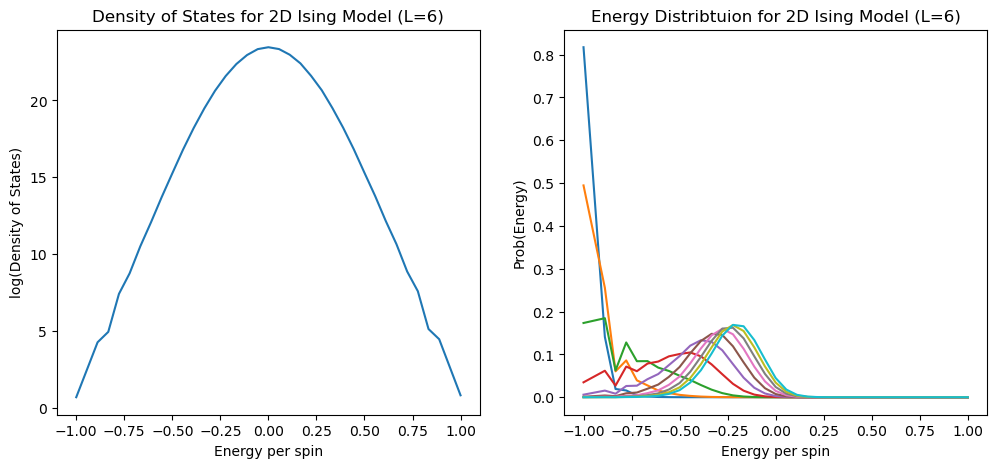 Density of States for 2D Ising Model (L=6)
log(Density of States)
20
15
10
5
0
−1.00 −0.75 −0.50 −0.25 0.00 0.25 0.50 0.75 1.00
Energy per spin
Energy Distribtuion for 2D Ising Model (L=6)
Prob(Energy)
0.8
0.7
0.6
0.5
0.4
0.3
0.2
0.1
0.0
−1.00 −0.75 −0.50 −0.25 0.00 0.25 0.50 0.75 1.00
Energy per spin